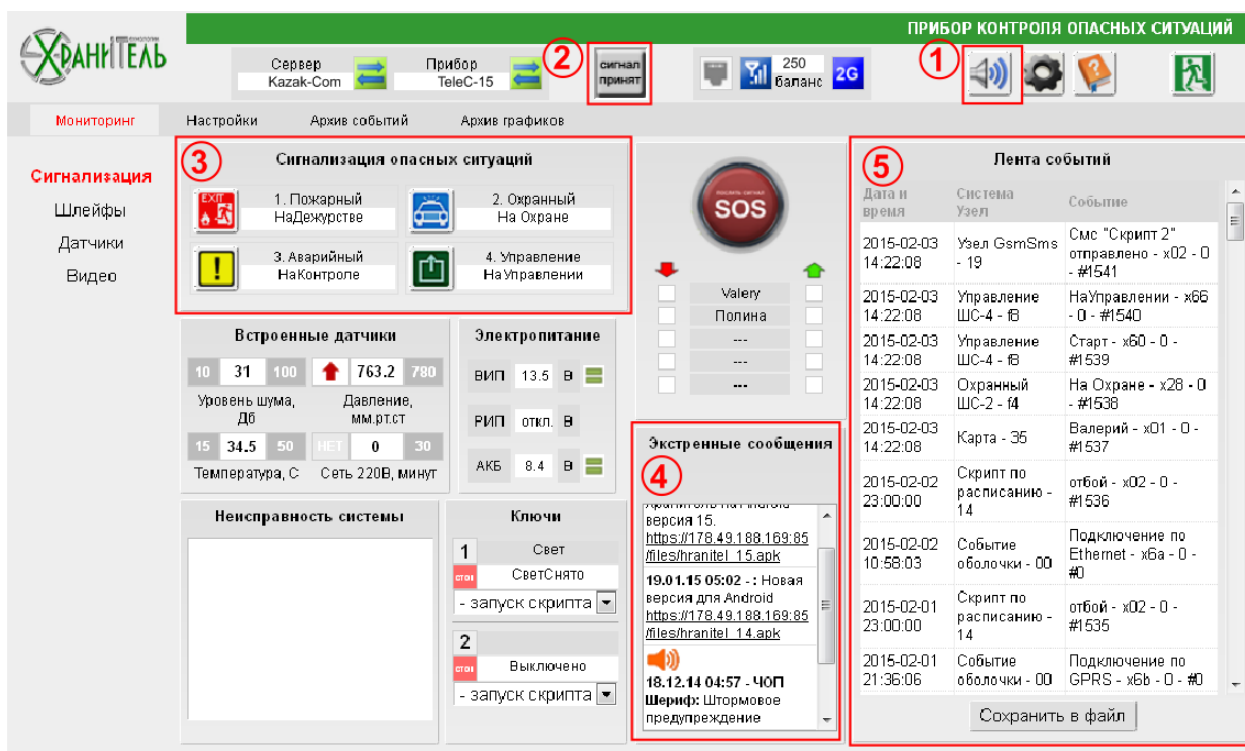 ПРИБОР КОНТРОЛЯ ОПАСНЫХ СИТУАЦИЙ
ХРАНИТЕЛЬ
Сервер
Kazak-Com
Прибор
TeleC-15
2
сигнал
принят
250
баланс
2G
1
Мониторинг
Настройки
Архив событий
Архив графиков
Сигнализация
Шлейфы
Датчики
Видео
3
Сигнализация опасных ситуаций
EXIT
1. Пожарный
НаДежурстве
2. Охранный
На Охране
3. Аварийный
НаКонтроле
4. Управление
НаУправлении
Встроенные датчики
10 31 100
763.2 780
Уровень шума,
Дб
Давление,
мм.рт.ст
15 34.5 50
НЕТ 0 30
Температура, С
Сеть 220В, минут
Электропитание
ВИП 13.5 В
РИП откл. В
АКБ 8.4 В
Неисправность системы
Ключи
1 Свет
стоп СветСнято
- запуск скрипта
2
стоп Выключено
- запуск скрипта
послать сигнал
SOS
Valery
Полина
---
---
---
Экстренные сообщения
4
Хранитель на Android
версия 15.
https://178.49.188.169:85
/files/hranitel_15.apk
19.01.15 05:02 - : Новая
версия для Android
https://178.49.188.169:85
/files/hranitel_14.apk
18.12.14 04:57 - ЧОП
Шериф: Штормовое
предупреждение
5
Лента событий
Дата и
время
Система
Узел
Событие
2015-02-03
14:22:08
Узел GsmSms
- 19
Смс "Скрипт 2"
отправлено - x02 - 0
- #1541
2015-02-03
14:22:08
Управление
ШС-4 - f8
НаУправлении - x66
- 0 - #1540
2015-02-03
14:22:08
Управление
ШС-4 - f8
Старт - x60 - 0 -
#1539
2015-02-03
14:22:08
Охранный
ШС-2 - f4
На Охране - x28 - 0
- #1538
2015-02-03
14:22:08
Карта - 35
Валерий - x01 - 0 -
#1537
2015-02-02
23:00:00
Скрипт по
расписанию -
14
отбой - x02 - 0 -
#1536
2015-02-02
10:58:03
Событие
оболочки - 00
Подключение по
Ethernet - x6a - 0 -
#0
2015-02-01
23:00:00
Скрипт по
расписанию -
14
отбой - x02 - 0 -
#1535
2015-02-01
21:36:06
Событие
оболочки - 00
Подключение по
GPRS - x6b - 0 - #0
Сохранить в файл